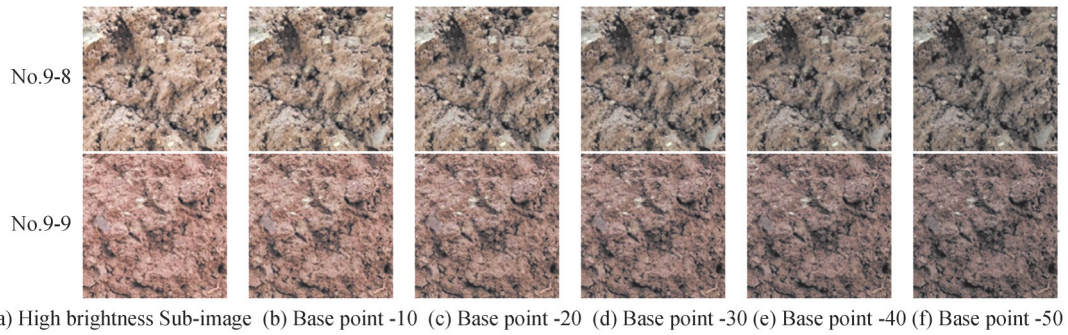 No.9-8
No.9-9
a) High brightness Sub-image (b) Base point -10 (c) Base point -20 (d) Base point -30 (e) Base point -40 (f) Base point -50